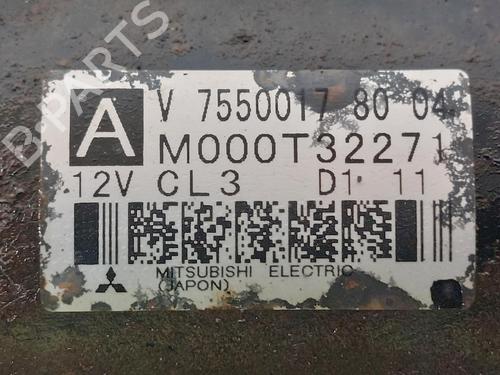 B-PARTS
A
V 7550017 80 04
M000T32271
12V CL3 D1 11
MITSUBISHI ELECTRIC
(JAPON)